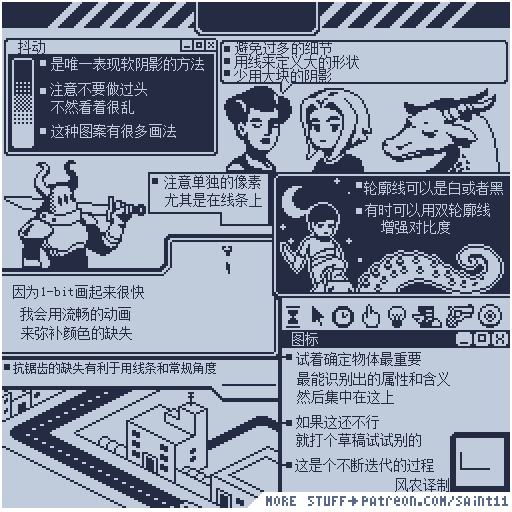 抖动
是唯一表现软阴影的方法
注意不要做过头
不然看着很乱
这种图案有很多画法
避免过多的细节
用线来定义大的形状
少用大块的阴影
注意单独的像素
尤其是在线条上
轮廓线可以是白或者黑
有时可以用双轮廓线
增强对比度
因为1-bit画起来很快
我会用流畅的动画
来弥补颜色的缺失
抗锯齿的缺失有利于用线条和常规角度
图标
试着确定物体最重要
最能识别出的属性和含义
然后集中在这上
如果这还不行
就打个草稿试试别的
这是个不断迭代的过程
风农译制
MORE STUFF→PATREON.COM/SAINT11